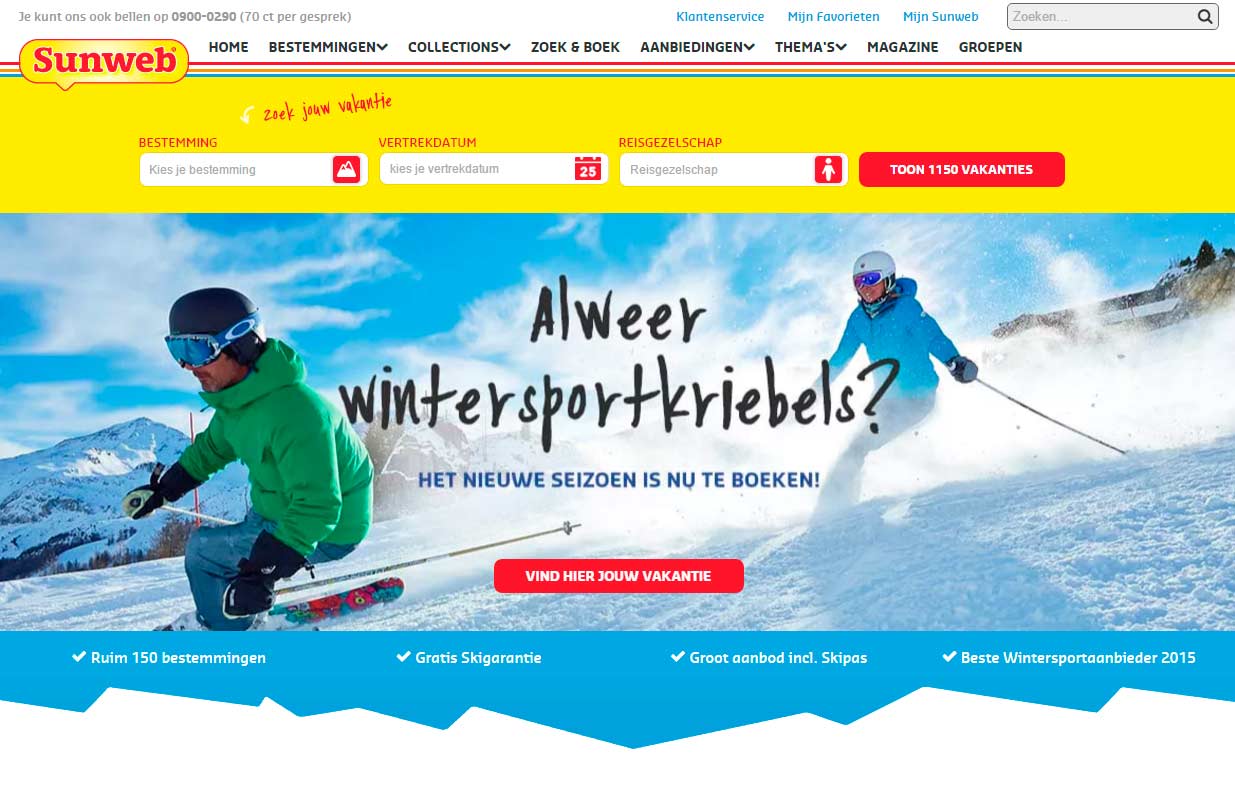 Je kunt ons ook bellen op 0900-0290 (70 ct per gesprek)
Klantenservice Mijn Favorieten Mijn Sunweb Zoeken...
Sunweb
HOME BESTEMMINGEN COLLECTIONS ZOEK & BOEK AANBIEDINGEN THEMA'S MAGAZINE GROEPEN
zoek jouw vakantie
BESTEMMING VERTREKDATUM REISGEZELSCHAP
Kies je bestemming kies je vertrekdatum 25 Reisgezelschap TOON 1150 VAKANTIES
Alweer
wintersportkriebels?
HET NIEUWE SEIZOEN IS NU TE BOEKEN!
VIND HIER JOUW VAKANTIE
Ruim 150 bestemmingen Gratis Skigarantie Groot aanbod incl. Skipas Beste Wintersportaanbieder 2015